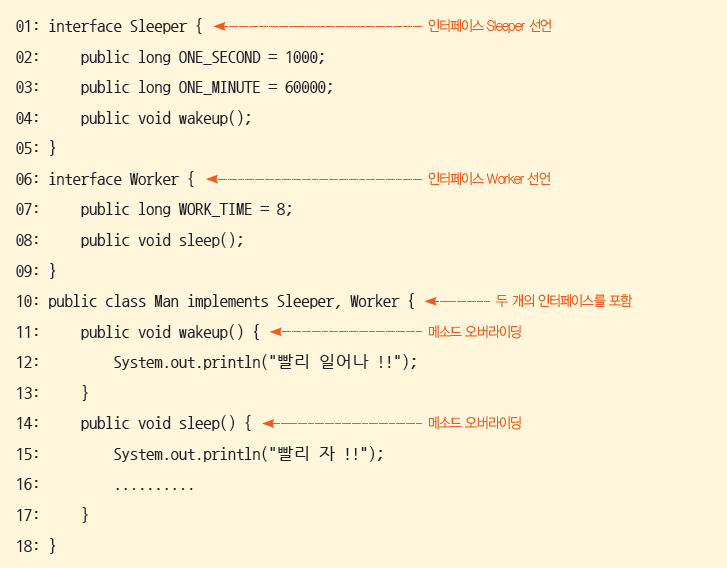 01: interface Sleeper { 인터페이스 Sleeper 선언
02:     public long ONE_SECOND = 1000;
03:     public long ONE_MINUTE = 60000;
04:     public void wakeup();
05: }
06: interface Worker { 인터페이스 Worker 선언
07:     public long WORK_TIME = 8;
08:     public void sleep();
09: }
10: public class Man implements Sleeper, Worker { 두 개의 인터페이스를 포함
11:     public void wakeup() { 메소드 오버라이딩
12:         System.out.println("빨리 일어나 !!");
13:     }
14:     public void sleep() { 메소드 오버라이딩
15:         System.out.println("빨리 자 !!");
16:         ..........
17:     }
18: }